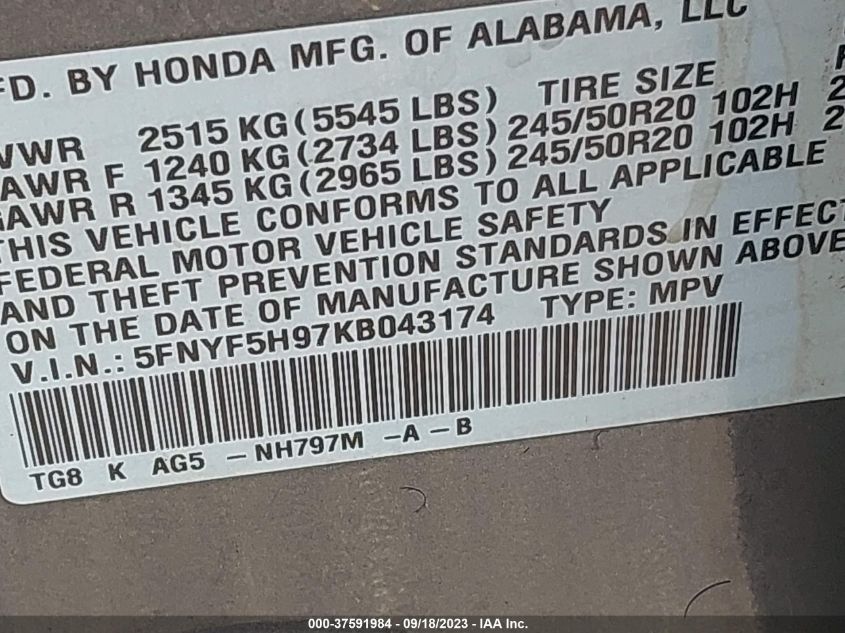 FD. BY HONDA MFG. OF ALABAMA, LLC
VWR 2515 KG (5545 LBS) TIRE SIZE
AWR F 1240 KG (2734 LBS) 245/50R20 102H 2
GAWR R 1345 KG (2965 LBS) 245/50R20 102H 2
THIS VEHICLE CONFORMS TO ALL APPLICABLE
FEDERAL MOTOR VEHICLE SAFETY
AND THEFT PREVENTION STANDARDS IN EFFECT
ON THE DATE OF MANUFACTURE SHOWN ABOVE
V.I.N.: 5FNYF5H97KB043174 TYPE: MPV
TG8 K AG5 -NH797M -A-B
000-37591984 - 09/18/2023 - IAA Inc.